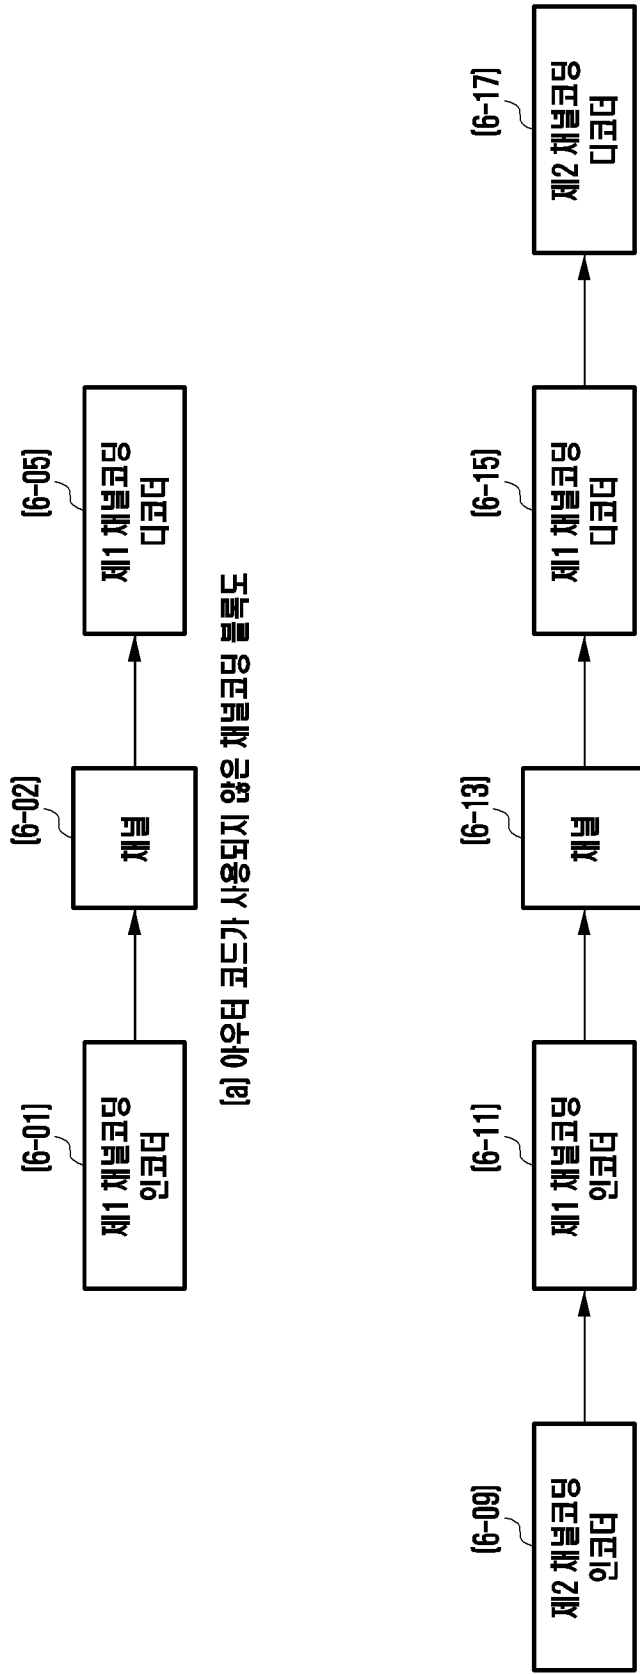 (6-01)
제1 채널코딩
인코더
(6-02)
채널
(6-05)
제1 채널코딩
디코더
(a) 아우터 코드가 사용되지 않은 채널코딩 블록도
(6-09)
제2 채널코딩
인코더
(6-11)
제1 채널코딩
인코더
(6-13)
채널
(6-15)
제1 채널코딩
디코더
(6-17)
제2 채널코딩
디코더